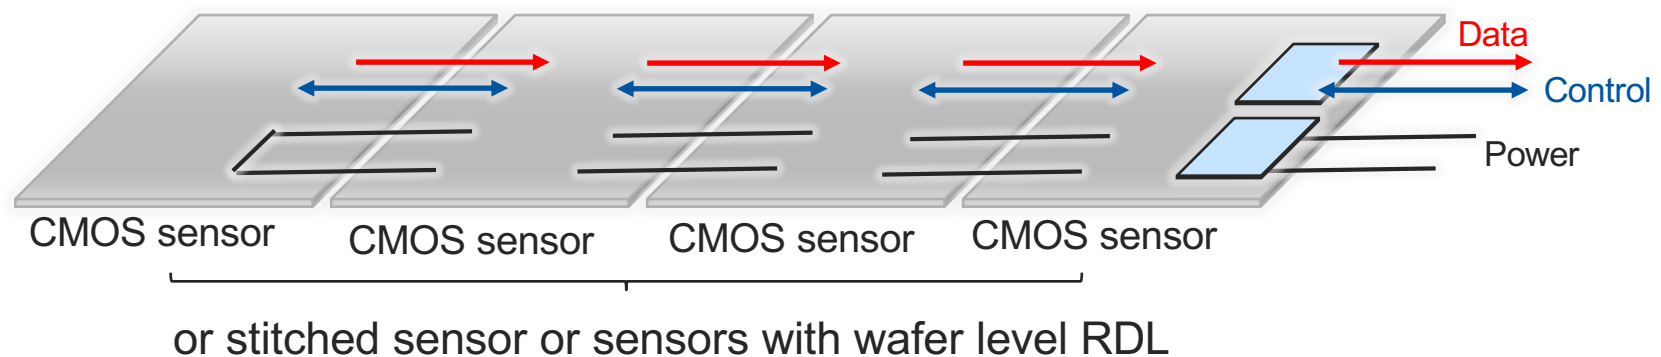 Data
Control
Power
CMOS sensor
CMOS sensor
CMOS sensor
CMOS sensor
or stitched sensor or sensors with wafer level RDL